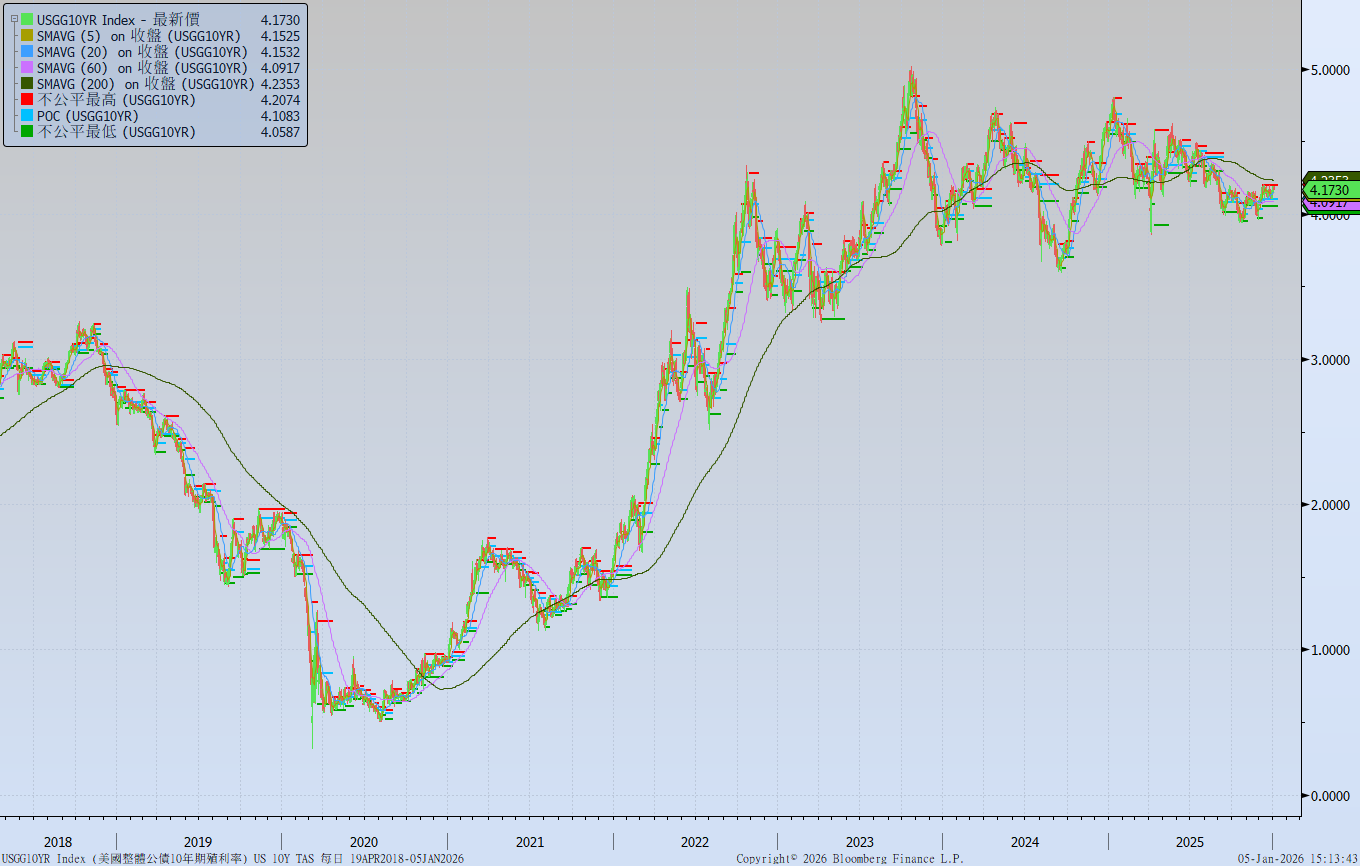 USGG10YR Index - 最新價 4.1730
SMAVG (5) on 收盤 (USGG10YR) 4.1525
SMAVG (20) on 收盤 (USGG10YR) 4.1532
SMAVG (60) on 收盤 (USGG10YR) 4.0917
SMAVG (200) on 收盤 (USGG10YR) 4.2353
不公平最高 (USGG10YR) 4.2074
POC (USGG10YR) 4.1083
不公平最低 (USGG10YR) 4.0587
5.0000
4.2353
4.1730
4.0917
4.0000
3.0000
2.0000
1.0000
0.0000
2018 2019 2020 2021 2022 2023 2024 2025
USGG10YR Index (美國整體公債10年期殖利率) US 10Y TAS 每日 19APR2018-05JAN2026 Copyright© 2026 Bloomberg Finance L.P. 05-Jan-2026 15:13:43